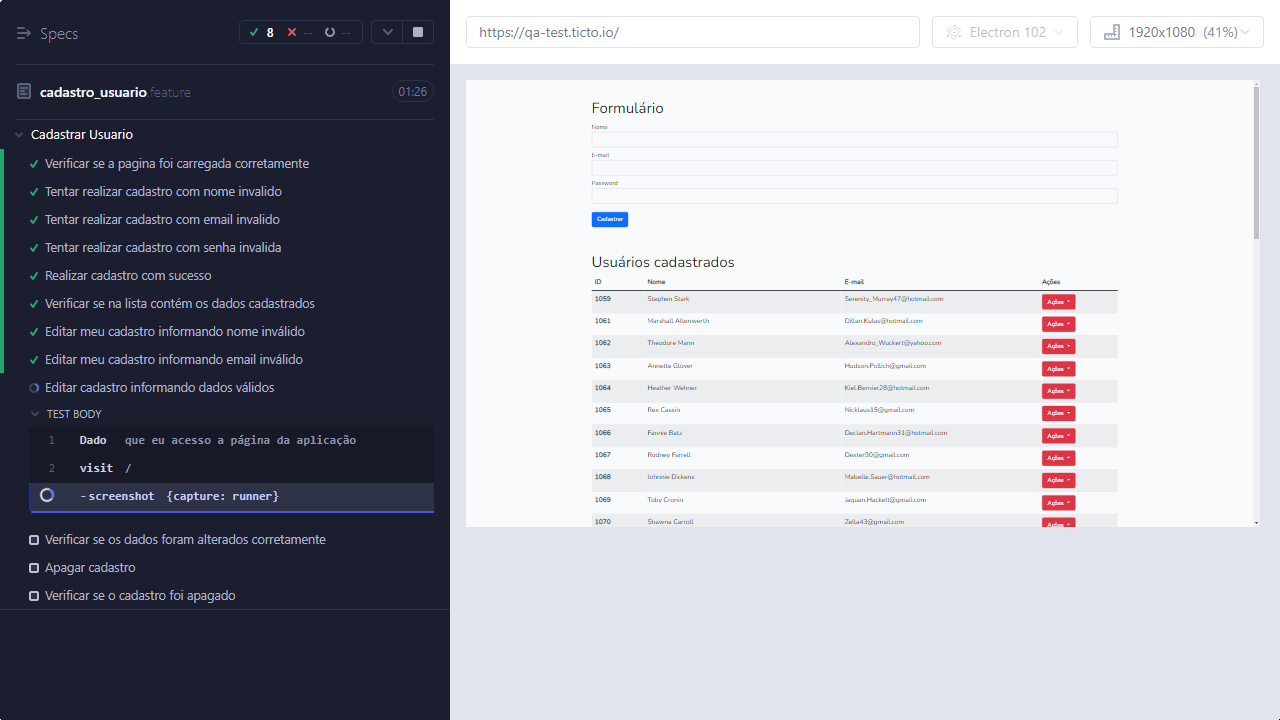 Specs
8 -- --
cadastro_usuario.feature 01:26
Cadastrar Usuario
Verificar se a pagina foi carregada corretamente
Tentar realizar cadastro com nome invalido
Tentar realizar cadastro com email invalido
Tentar realizar cadastro com senha invalida
Realizar cadastro com sucesso
Verificar se na lista contém os dados cadastrados
Editar meu cadastro informando nome inválido
Editar meu cadastro informando email inválido
Editar cadastro informando dados válidos
TEST BODY
1 Dado que eu acesso a página da aplicação
2 visit /
-screenshot {capture: runner}
Verificar se os dados foram alterados corretamente
Apagar cadastro
Verificar se o cadastro foi apagado
https://qa-test.ticto.io/
Electron 102
1920x1080 (41%)
Formulário
Nome
E-mail
Password
Cadastrar
Usuários cadastrados
ID Nome E-mail Ações
1059 Stephen Stark Serenity_Murray47@hotmail.com Ações
1061 Marshall Altenwerth Dillan.Kulas@hotmail.com Ações
1062 Theodore Mann Alexandro_Wuckert@yahoo.com Ações
1063 Annette Glover Hudson.Pollich@gmail.com Ações
1064 Heather Wehner Kiel.Bernier28@hotmail.com Ações
1065 Rex Cassin Nicklaus15@gmail.com Ações
1066 Fannie Batz Declan.Hartmann31@hotmail.com Ações
1067 Rodney Farrell Dexter90@gmail.com Ações
1068 Johnnie Dickens Mabelle.Sauer@hotmail.com Ações
1069 Toby Cronin Jaquan.Hackett@gmail.com Ações
1070 Shawna Carroll Zella43@gmail.com Ações